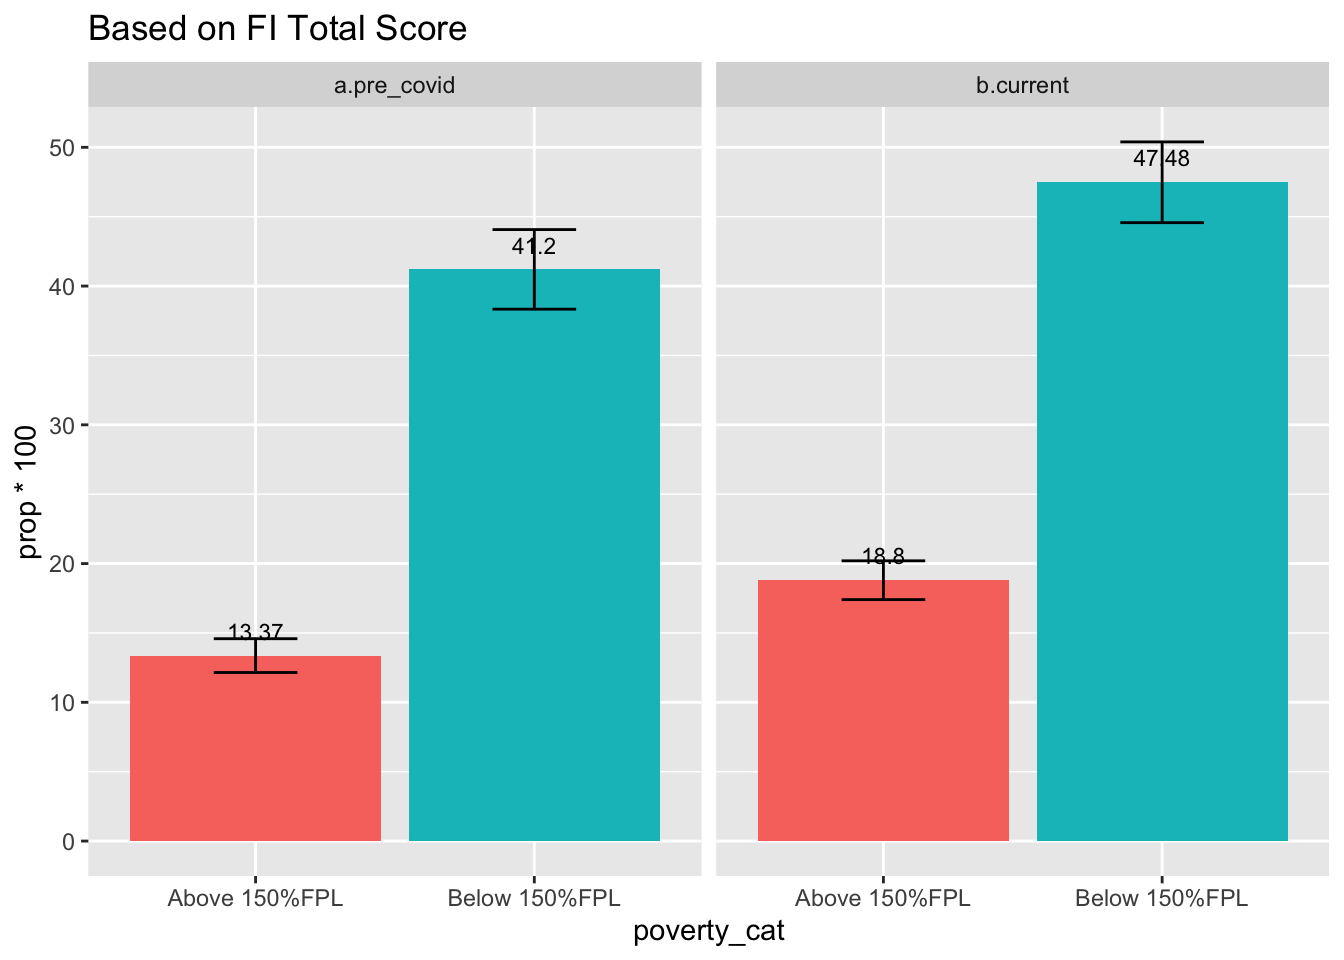 Based on FI Total Score
a.pre_covid
b.current
prop * 100
50
40
30
20
10
0
13.37
41.2
18.8
47.48
Above 150%FPL
Below 150%FPL
Above 150%FPL
Below 150%FPL
poverty_cat